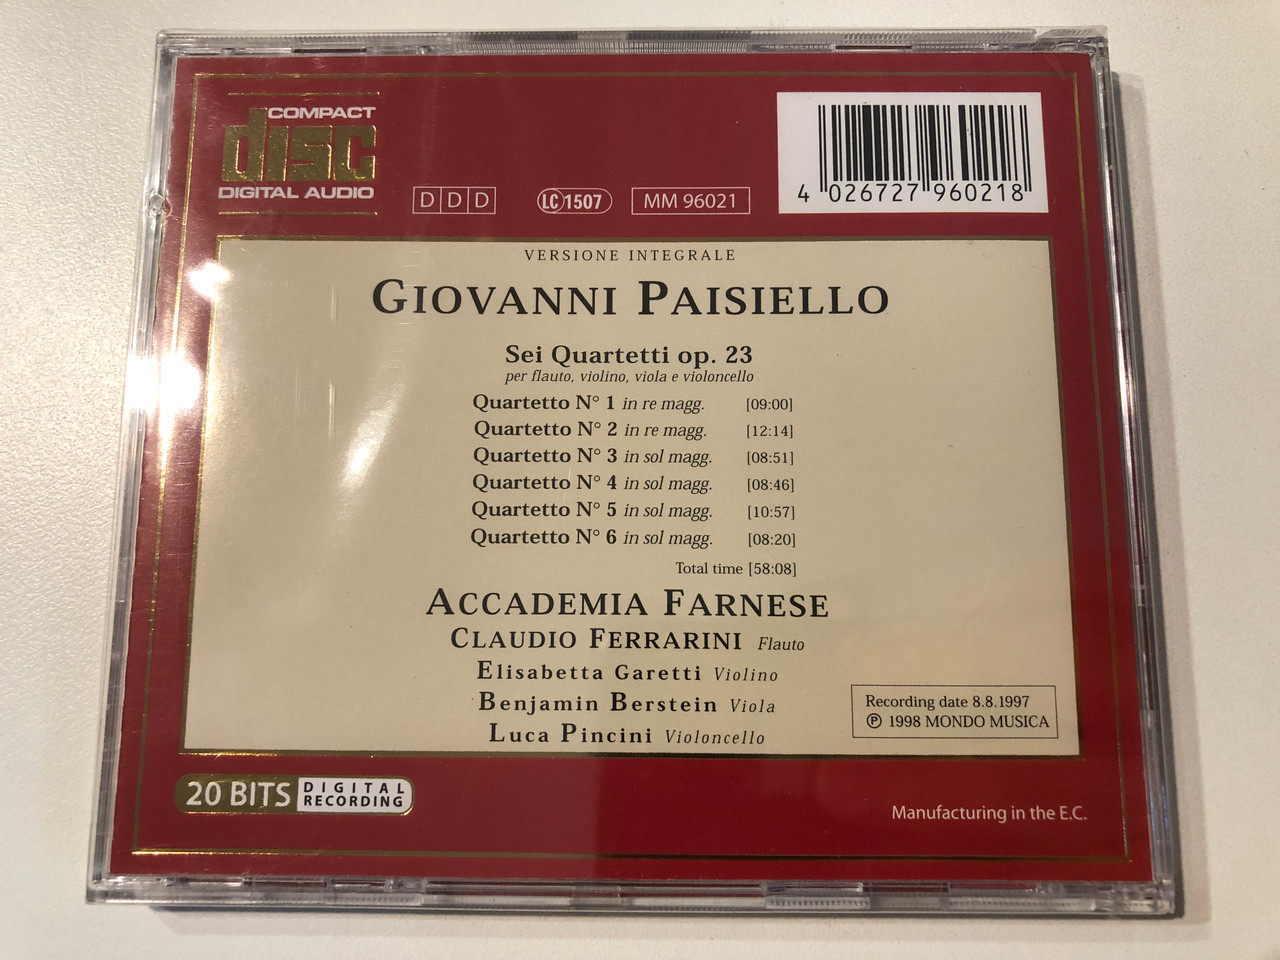 COMPACT
disc
DIGITAL AUDIO
D D D
LC 1507
MM 96021
4 026727 960218
VERSIONE INTEGRALE
GIOVANNI PAISIELLO
Sei Quartetti op. 23
per flauto, violino, viola e violoncello
Quartetto N° 1 in re magg. [09:00]
Quartetto N° 2 in re magg. [12:14]
Quartetto N° 3 in sol magg. [08:51]
Quartetto N° 4 in sol magg. [08:46]
Quartetto N° 5 in sol magg. [10:57]
Quartetto N° 6 in sol magg. [08:20]
Total time [58:08]
ACCADEMIA FARNESE
CLAUDIO FERRARINI Flauto
Elisabetta Garetti Violino
Benjamin Berstein Viola
Luca Pincini Violoncello
Recording date 8.8.1997
℗ 1998 MONDO MUSICA
20 BITS DIGITAL
RECORDING
Manufacturing in the E.C.